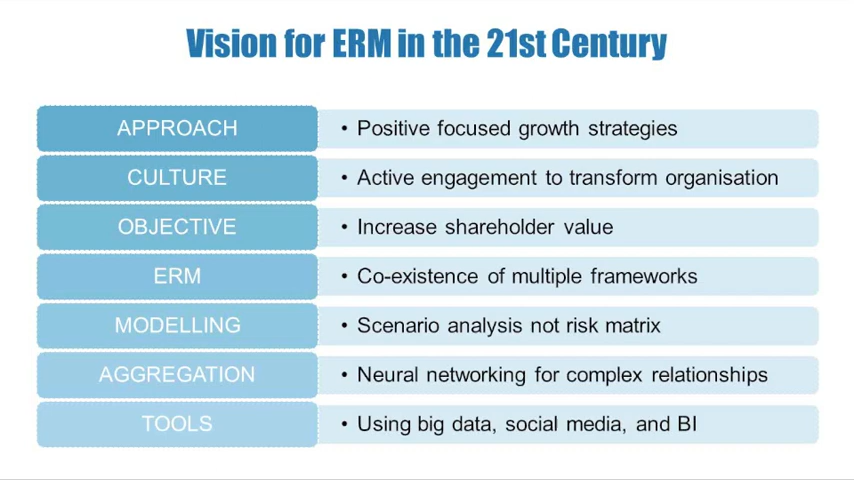 Vision for ERM in the 21st Century
APPROACH
• Positive focused growth strategies
CULTURE
• Active engagement to transform organisation
OBJECTIVE
• Increase shareholder value
ERM
• Co-existence of multiple frameworks
MODELLING
• Scenario analysis not risk matrix
AGGREGATION
• Neural networking for complex relationships
TOOLS
• Using big data, social media, and BI